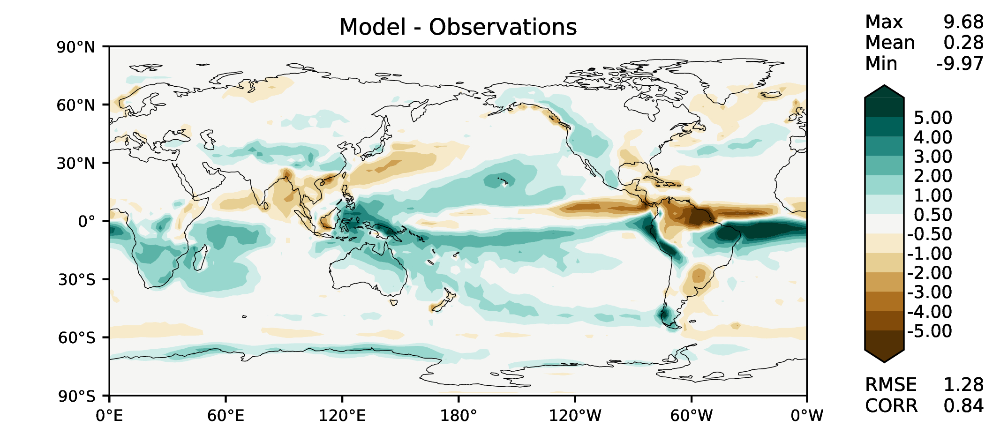 Model - Observations
Max 9.68
Mean 0.28
Min -9.97
90°N
60°N
30°N
0°
30°S
60°S
90°S
0°E 60°E 120°E 180° 120°W 60°W 0°W
5.00
4.00
3.00
2.00
1.00
0.50
-0.50
-1.00
-2.00
-3.00
-4.00
-5.00
RMSE 1.28
CORR 0.84